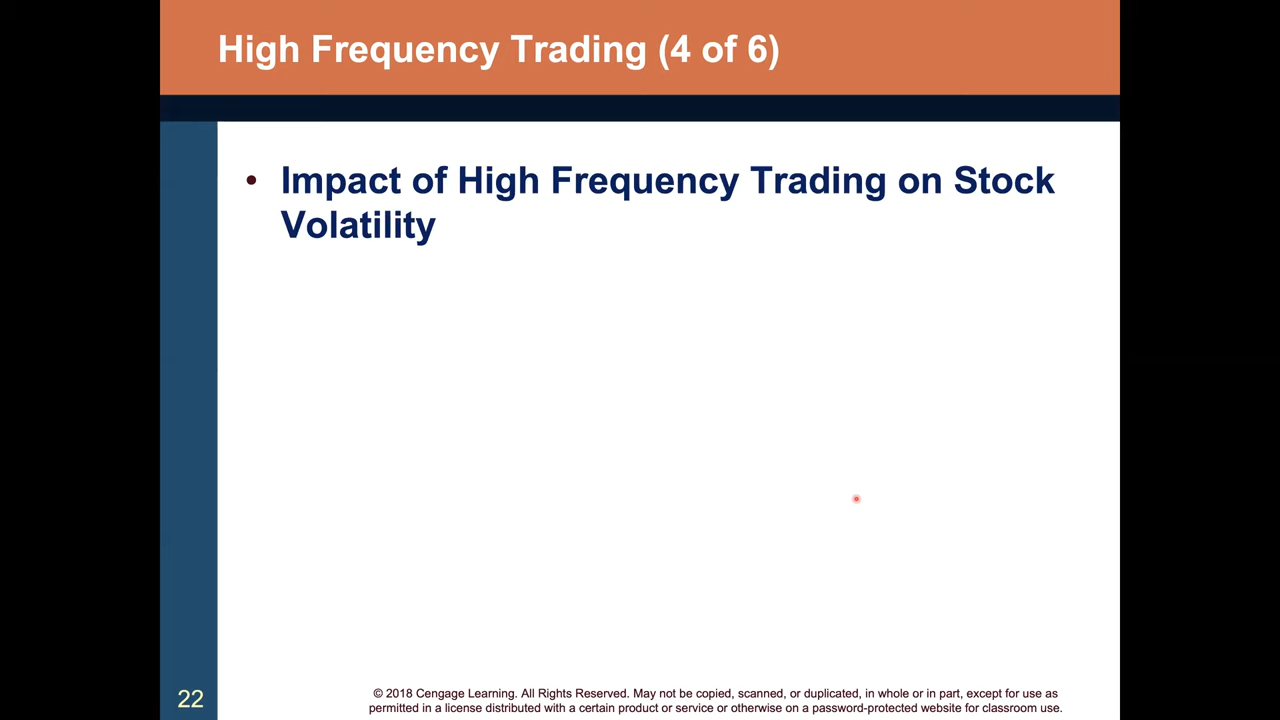 High Frequency Trading (4 of 6)
• Impact of High Frequency Trading on Stock
Volatility
22
© 2018 Cengage Learning. All Rights Reserved. May not be copied, scanned, or duplicated, in whole or in part, except for use as
permitted in a license distributed with a certain product or service or otherwise on a password-protected website for classroom use.